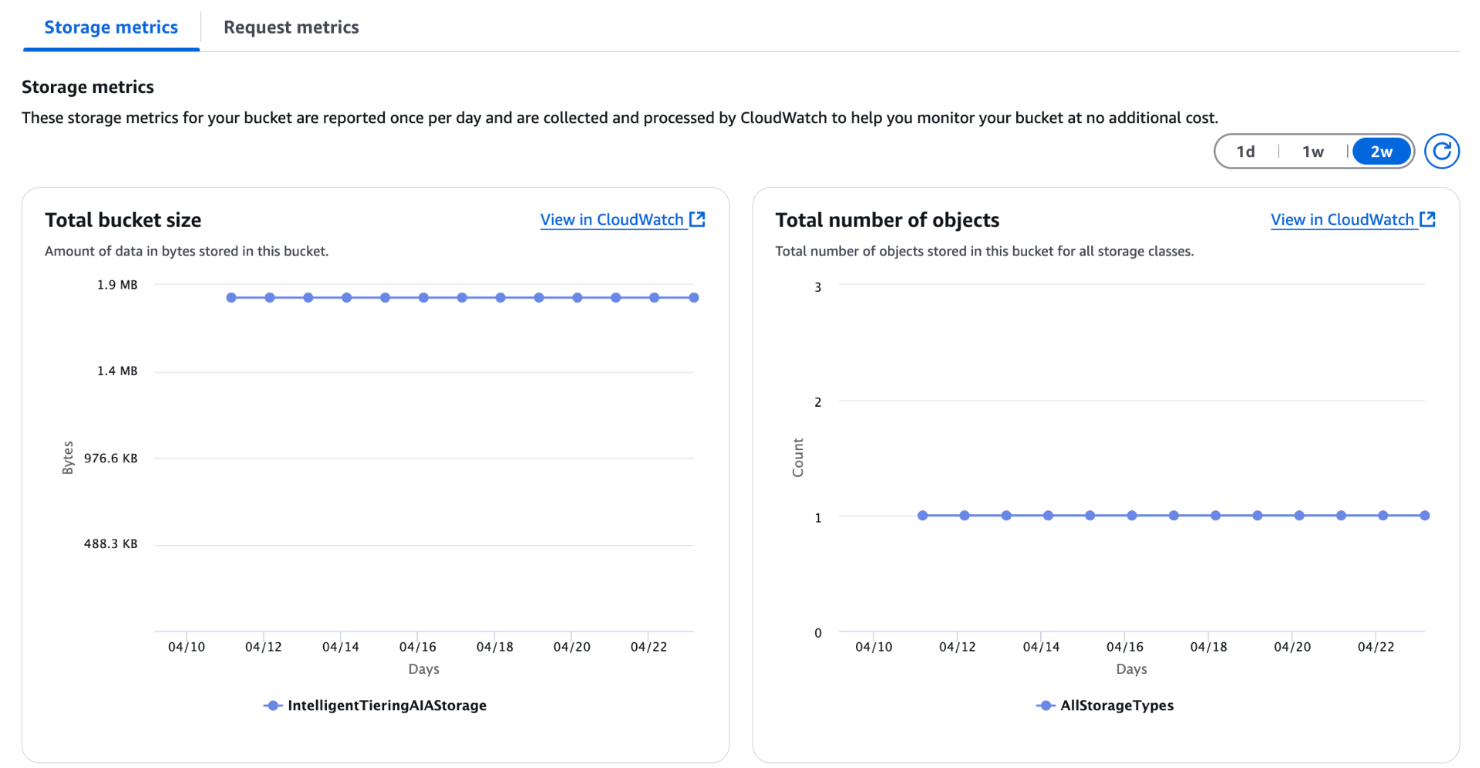 Storage metrics
Request metrics
Storage metrics
These storage metrics for your bucket are reported once per day and are collected and processed by CloudWatch to help you monitor your bucket at no additional cost.
1d
1w
2w
Total bucket size
View in CloudWatch
Amount of data in bytes stored in this bucket.
1.9 MB
1.4 MB
976.6 KB
488.3 KB
Bytes
04/10 04/12 04/14 04/16 04/18 04/20 04/22
Days
IntelligentTieringAIAStorage
Total number of objects
View in CloudWatch
Total number of objects stored in this bucket for all storage classes.
3
2
1
0
Count
04/10 04/12 04/14 04/16 04/18 04/20 04/22
Days
AllStorageTypes